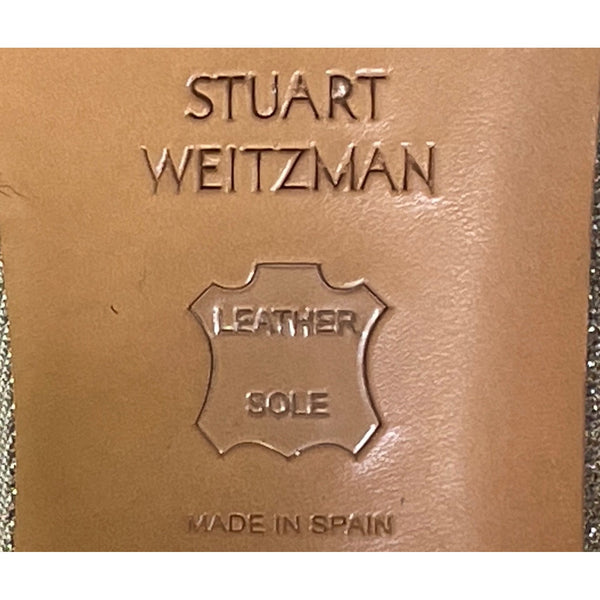 STUART
WEITZMAN
LEATHER
SOLE
MADE IN SPAIN